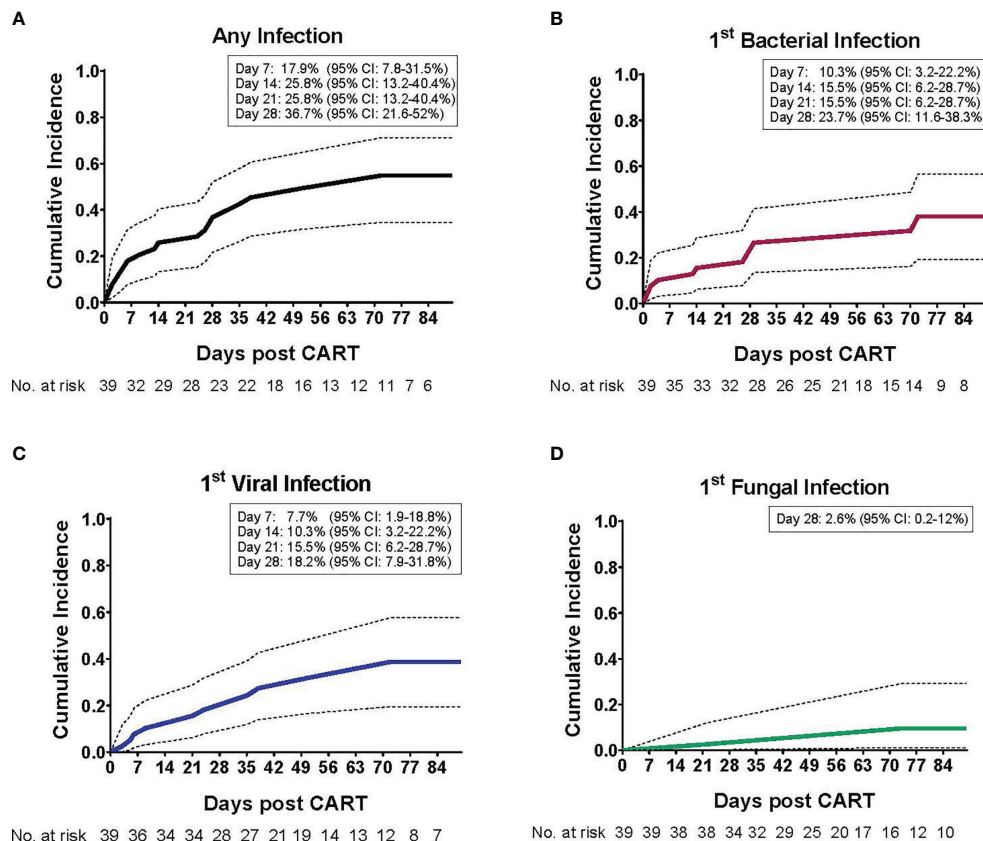 A
Any Infection
Day 7: 17.9% (95% CI: 7.8-31.5%)
Day 14: 25.8% (95% CI: 13.2-40.4%)
Day 21: 25.8% (95% CI: 13.2-40.4%)
Day 28: 36.7% (95% CI: 21.6-52%)
Cumulative Incidence
1.0
0.8
0.6
0.4
0.2
0.0
0 7 14 21 28 35 42 49 56 63 70 77 84
Days post CART
No. at risk 39 32 29 28 23 22 18 16 13 12 11 7 6
B
1st Bacterial Infection
Day 7: 10.3% (95% CI: 3.2-22.2%)
Day 14: 15.5% (95% CI: 6.2-28.7%)
Day 21: 15.5% (95% CI: 6.2-28.7%)
Day 28: 23.7% (95% CI: 11.6-38.3%
Cumulative Incidence
1.0
0.8
0.6
0.4
0.2
0.0
0 7 14 21 28 35 42 49 56 63 70 77 84
Days post CART
No. at risk 39 35 33 32 28 26 25 21 18 15 14 9 8
C
1st Viral Infection
Day 7: 7.7% (95% CI: 1.9-18.8%)
Day 14: 10.3% (95% CI: 3.2-22.2%)
Day 21: 15.5% (95% CI: 6.2-28.7%)
Day 28: 18.2% (95% CI: 7.9-31.8%)
Cumulative Incidence
1.0
0.8
0.6
0.4
0.2
0.0
0 7 14 21 28 35 42 49 56 63 70 77 84
Days post CART
No. at risk 39 36 34 34 28 27 21 19 14 13 12 8 7
D
1st Fungal Infection
Day 28: 2.6% (95% CI: 0.2-12%)
Cumulative Incidence
1.0
0.8
0.6
0.4
0.2
0.0
0 7 14 21 28 35 42 49 56 63 70 77 84
Days post CART
No. at risk 39 39 38 38 34 32 29 25 20 17 16 12 10